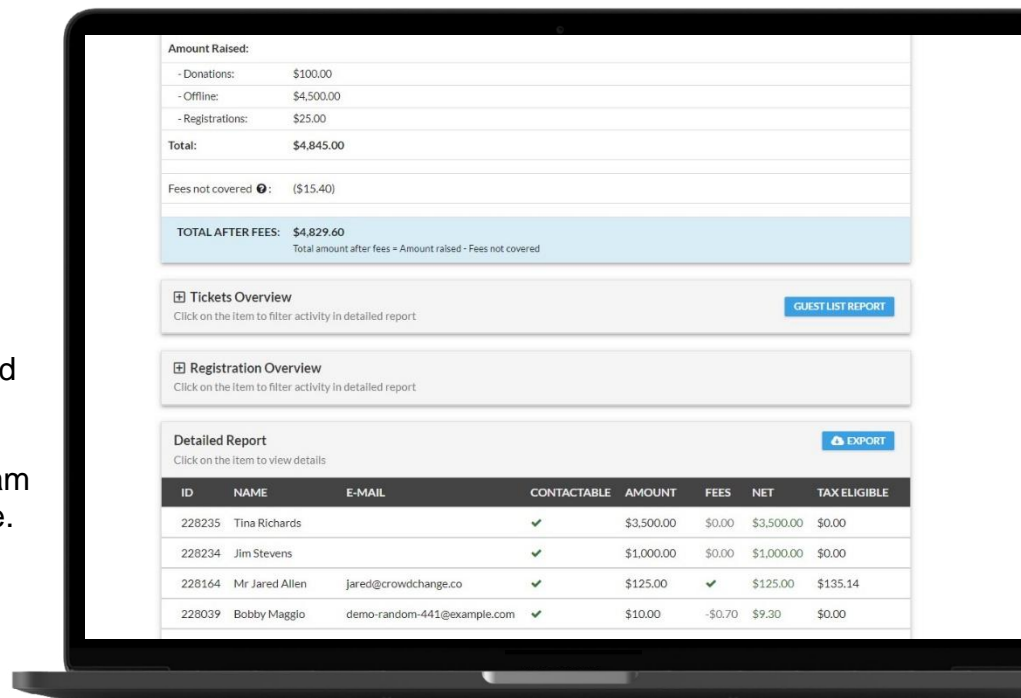 Amount Raised:
- Donations: $100.00
- Offline: $4,500.00
- Registrations: $25.00
Total: $4,845.00
Fees not covered : ($15.40)
TOTAL AFTER FEES: $4,829.60
Total amount after fees = Amount raised - Fees not covered
Tickets Overview
Click on the item to filter activity in detailed report
GUEST LIST REPORT
Registration Overview
Click on the item to filter activity in detailed report
Detailed Report
Click on the item to view details
EXPORT
ID NAME E-MAIL CONTACTABLE AMOUNT FEES NET TAX ELIGIBLE
228235 Tina Richards ✔ $3,500.00 $0.00 $3,500.00 $0.00
228234 Jim Stevens ✔ $1,000.00 $0.00 $1,000.00 $0.00
228164 Mr Jared Allen jared@crowdchange.co ✔ $125.00 ✔ $125.00 $135.14
228039 Bobby Maggio demo-random-441@example.com ✔ $10.00 -$0.70 $9.30 $0.00